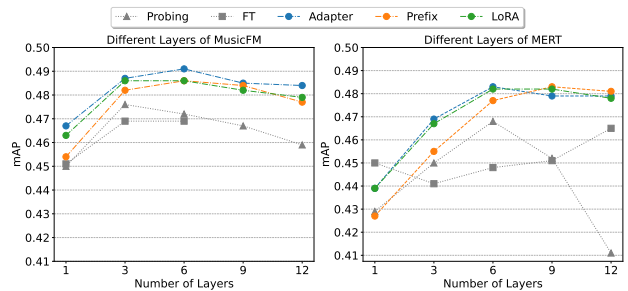 Probing FT Adapter Prefix LoRA
Different Layers of MusicFM
mAP
0.50
0.49
0.48
0.47
0.46
0.45
0.44
0.43
0.42
0.41
1 3 6 9 12
Number of Layers
Different Layers of MERT
mAP
0.50
0.49
0.48
0.47
0.46
0.45
0.44
0.43
0.42
0.41
1 3 6 9 12
Number of Layers